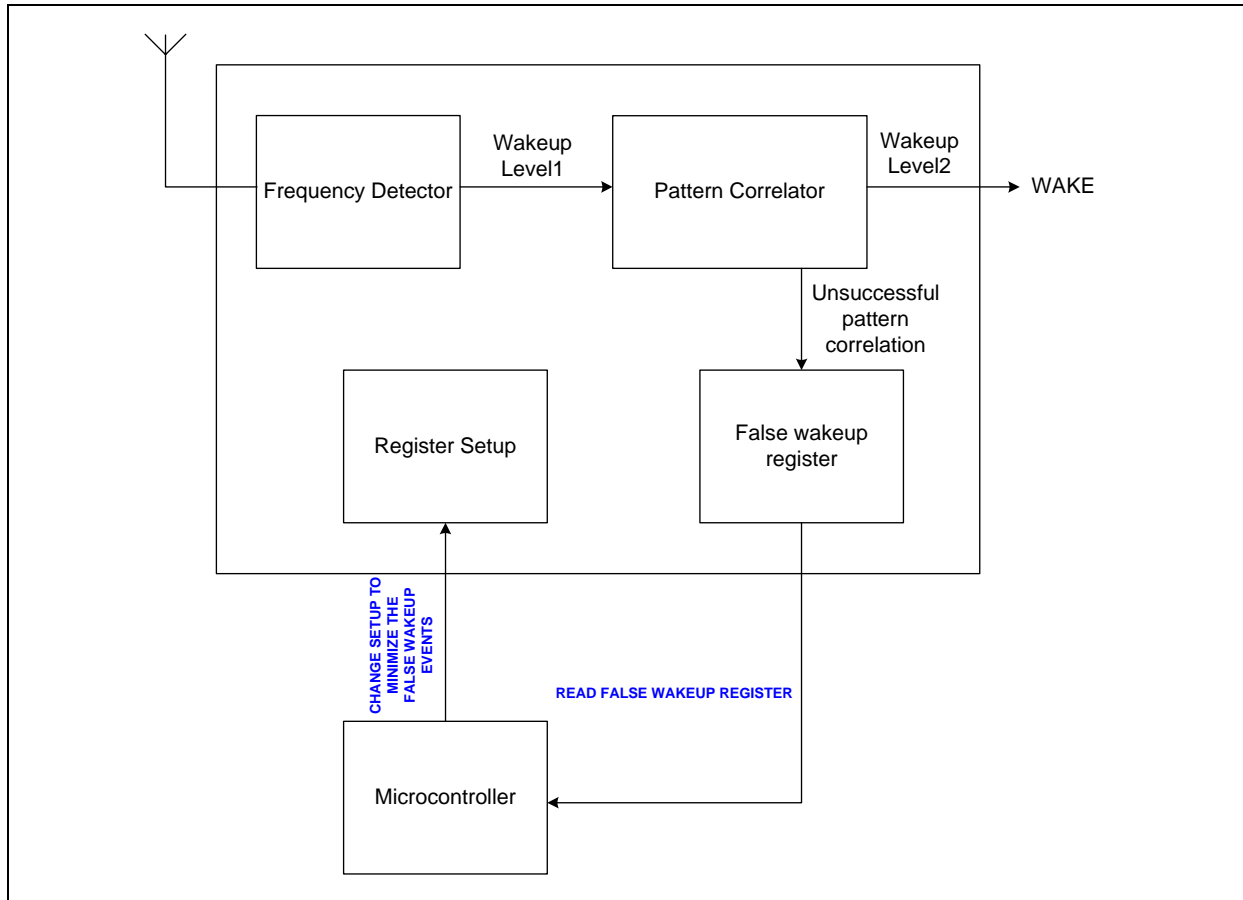 Wakeup
Level1
Wakeup
Level2
Frequency Detector
Pattern Correlator
WAKE
Unsuccessful
pattern
correlation
Register Setup
False wakeup
register
CHANGE SETUP TO
MINIMIZE THE
FALSE WAKEUP
EVENTS
READ FALSE WAKEUP REGISTER
Microcontroller